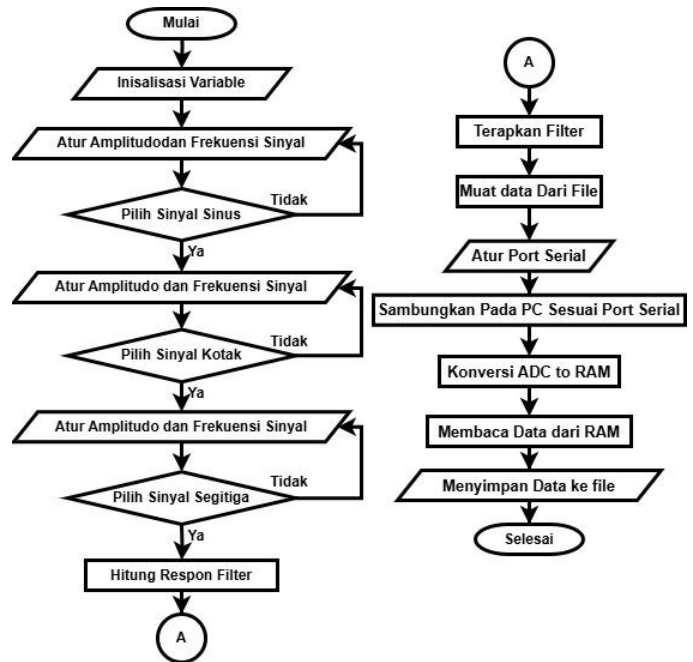 Mulai
Inisalisasi Variable
Atur Amplitudodan Frekuensi Sinyal
Tidak
Pilih Sinyal Sinus
Ya
Atur Amplitudo dan Frekuensi Sinyal
Tidak
Pilih Sinyal Kotak
Ya
Atur Amplitudo dan Frekuensi Sinyal
Tidak
Pilih Sinyal Segitiga
Ya
Hitung Respon Filter
A
A
Terapkan Filter
Muat data Dari File
Atur Port Serial
Sambungkan Pada PC Sesuai Port Serial
Konversi ADC to RAM
Membaca Data dari RAM
Menyimpan Data ke file
Selesai